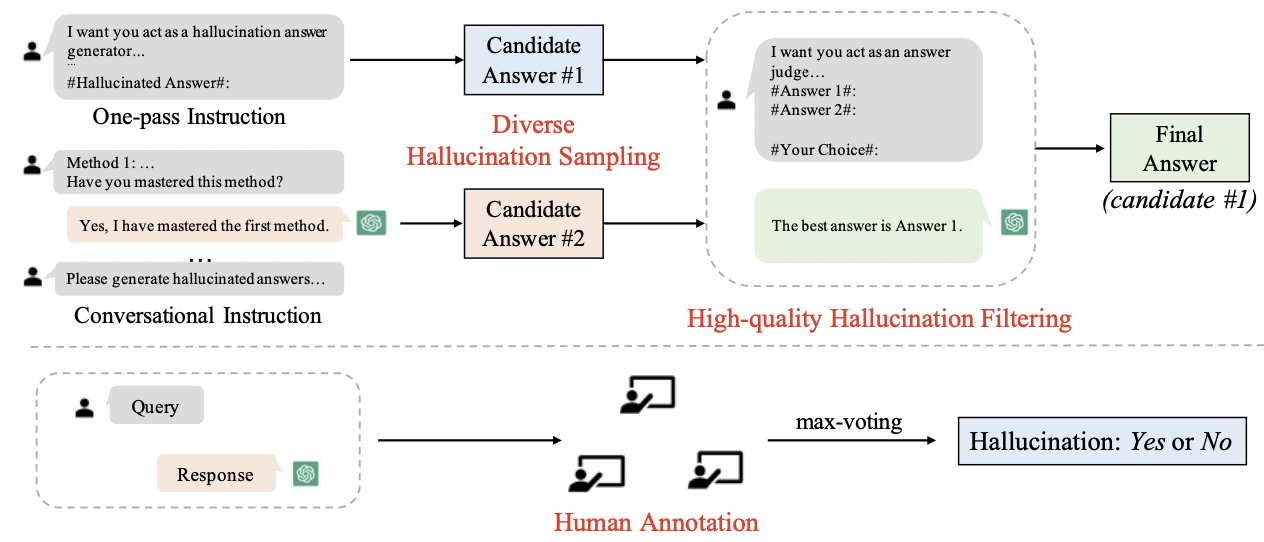 I want you act as a hallucination answer
generator...
...
#Hallucinated Answer#:
One-pass Instruction
Method 1: …
Have you mastered this method?
Yes, I have mastered the first method.
...
Please generate hallucinated answers…
Conversational Instruction
Candidate
Answer #1
Diverse
Hallucination Sampling
Candidate
Answer #2
I want you act as an answer
judge…
#Answer 1#:
#Answer 2#:
#Your Choice#:
The best answer is Answer 1.
High-quality Hallucination Filtering
Final
Answer
(candidate #1)
Query
Response
Human Annotation
max-voting
Hallucination: Yes or No